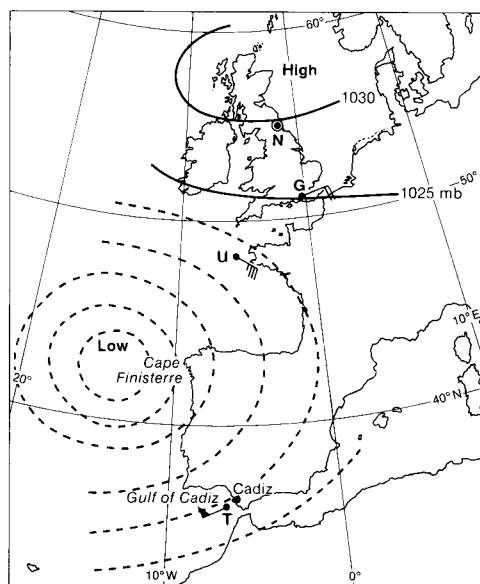 60°
High
1030
N
G
50°
1025 mb
U
10°E
Low
Cape
Finisterre
20°
40°N
Gulf of Cadiz
Cadiz
T
10°W
0°